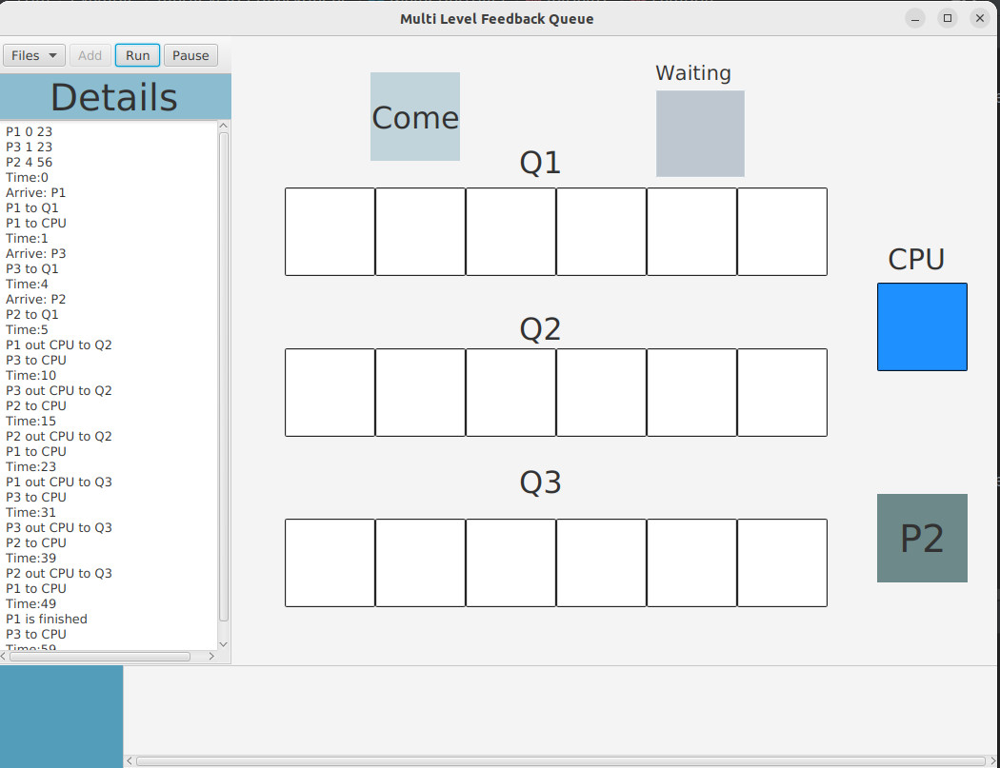 Multi Level Feedback Queue
Files Add Run Pause
Details
P1 0 23
P3 1 23
P2 4 56
Time:0
Arrive: P1
P1 to Q1
P1 to CPU
Time:1
Arrive: P3
P3 to Q1
Time:4
Arrive: P2
P2 to Q1
Time:5
P1 out CPU to Q2
P3 to CPU
Time:10
P3 out CPU to Q2
P2 to CPU
Time:15
P2 out CPU to Q2
P1 to CPU
Time:23
P1 out CPU to Q3
P3 to CPU
Time:31
P3 out CPU to Q3
P2 to CPU
Time:39
P2 out CPU to Q3
P1 to CPU
Time:49
P1 is finished
P3 to CPU
Time:59
Come
Waiting
Q1
CPU
Q2
Q3
P2